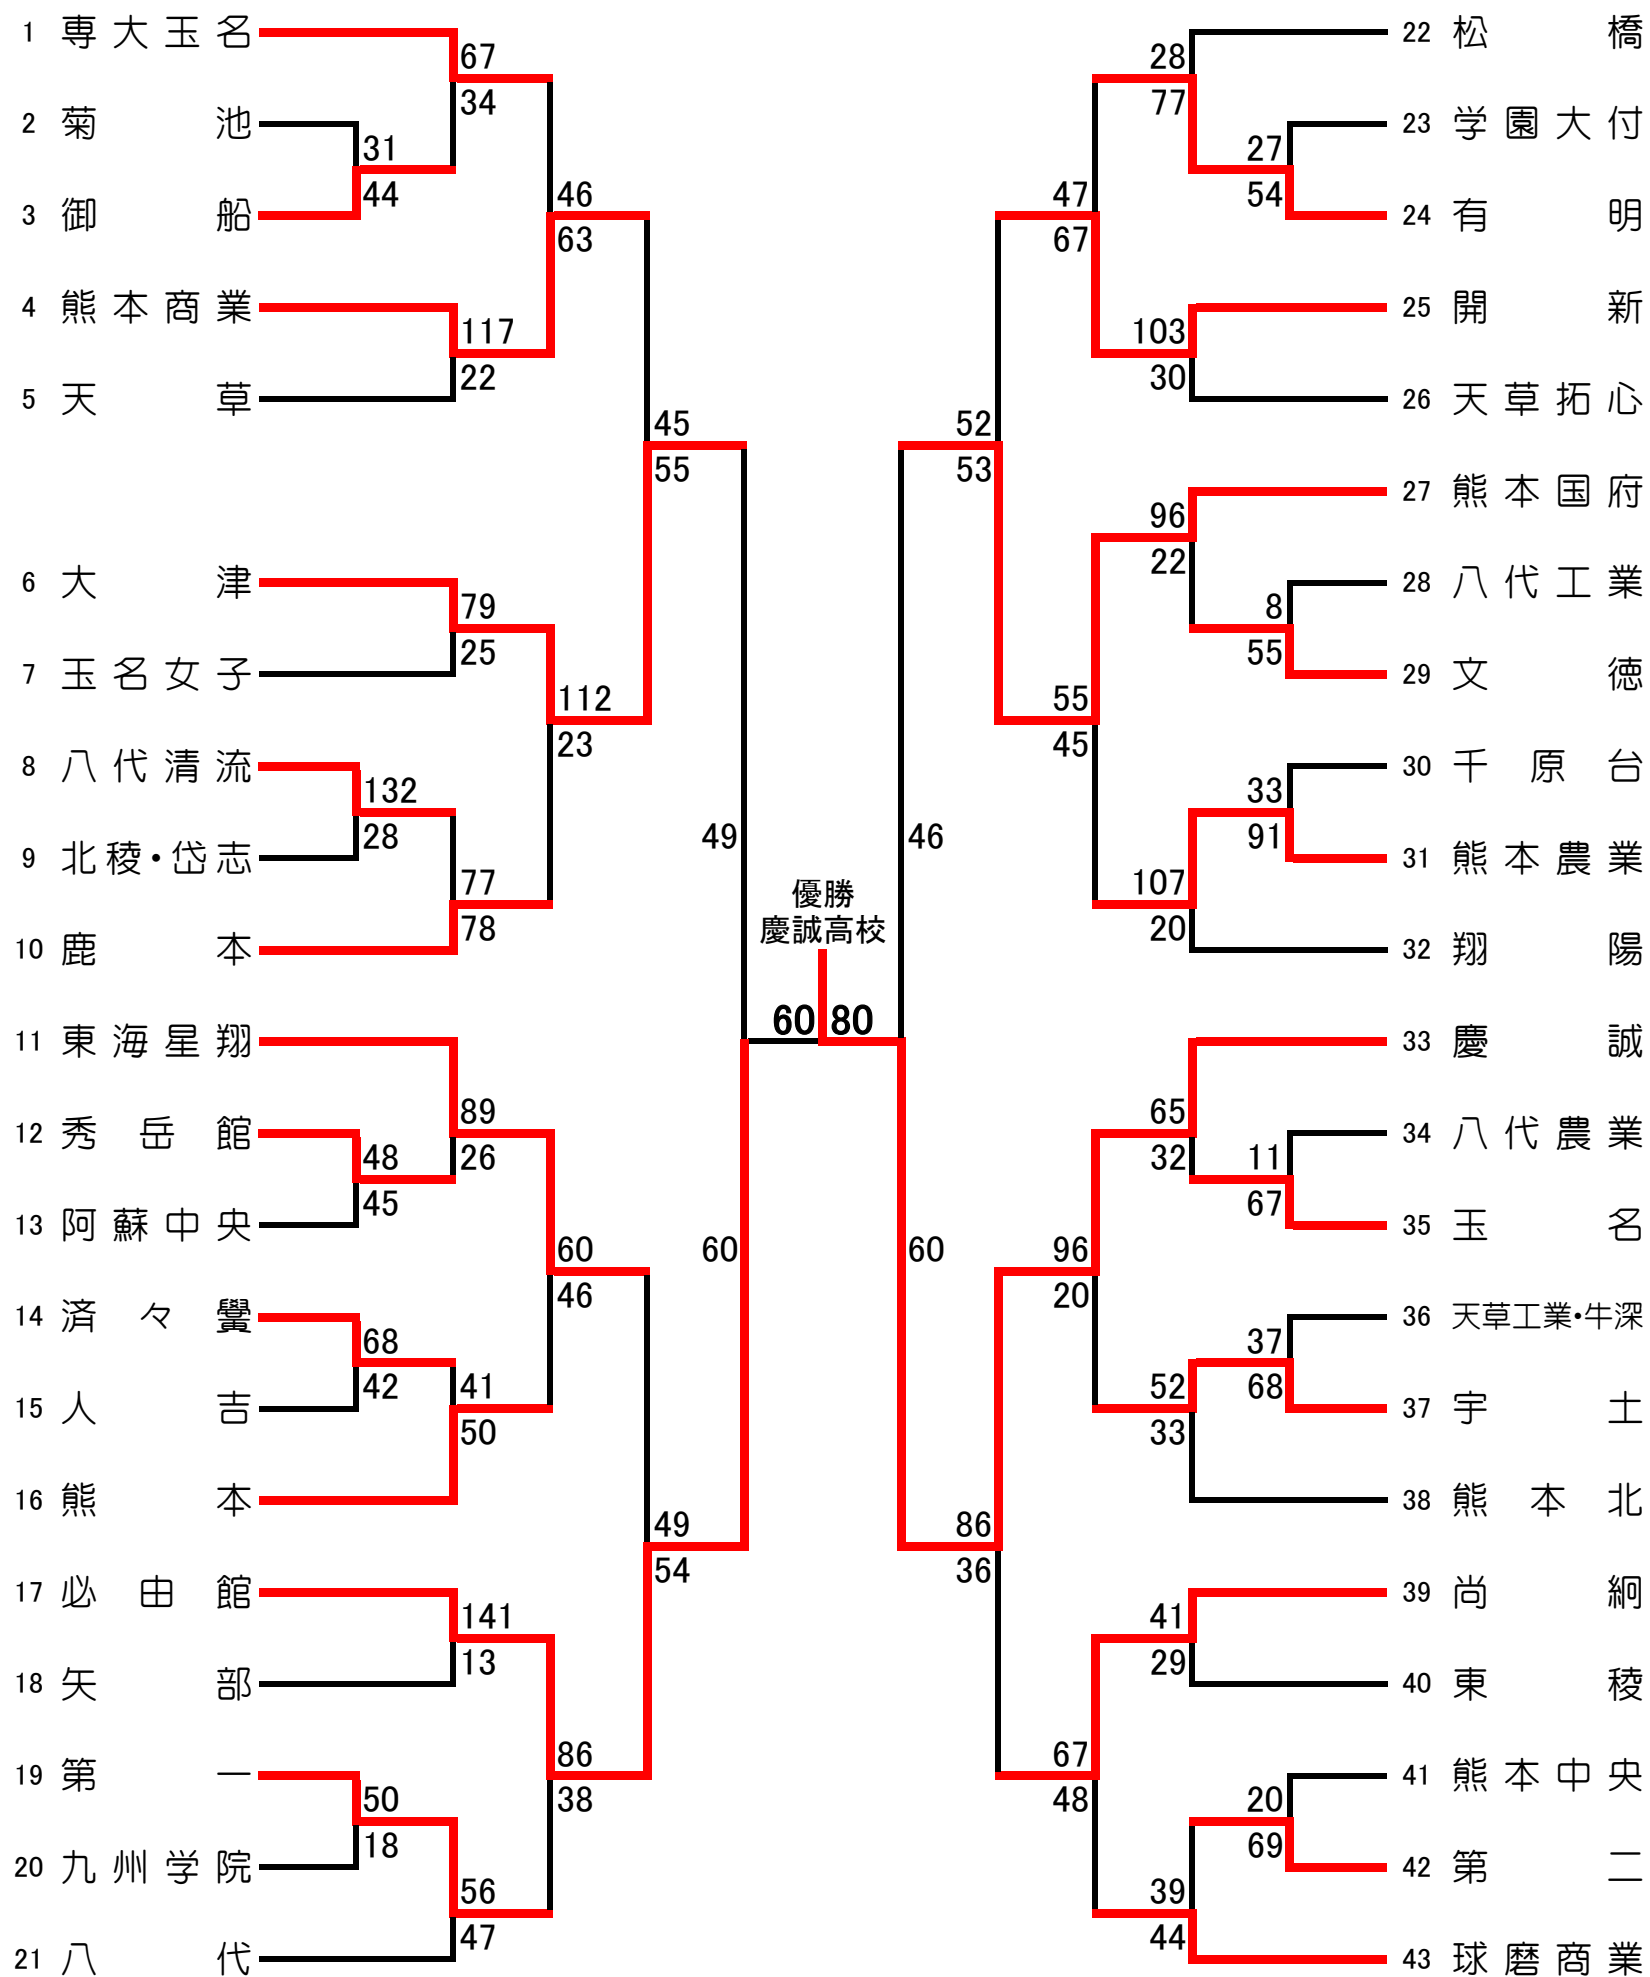 1 専大玉名
2 菊池
3 御船
4 熊本商業
5 天草
6 大津
7 玉名女子
8 八代清流
9 北稜・岱志
10 鹿本
11 東海星翔
12 秀岳館
13 阿蘇中央
14 済々黌
15 人吉
16 熊本
17 必由館
18 矢部
19 第一
20 九州学院
21 八代
67
34
31
44
46
63
117
22
45
55
79
25
112
23
132
28
77
78
49
89
26
48
45
60
46
68
42
41
50
60
49
54
141
13
86
38
50
18
56
47
優勝
慶誠高校
60 80
28
77
27
54
47
67
103
30
52
53
96
22
8
55
55
45
33
91
107
20
46
65
32
11
67
96
20
37
68
52
33
60
86
36
41
29
67
48
20
69
39
44
22 松橋
23 学園大付
24 有明
25 開新
26 天草拓心
27 熊本国府
28 八代工業
29 文徳
30 千原台
31 熊本農業
32 翔陽
33 慶誠
34 八代農業
35 玉名
36 天草工業・牛深
37 宇土
38 熊本北
39 尚絅
40 東稜
41 熊本中央
42 第二
43 球磨商業